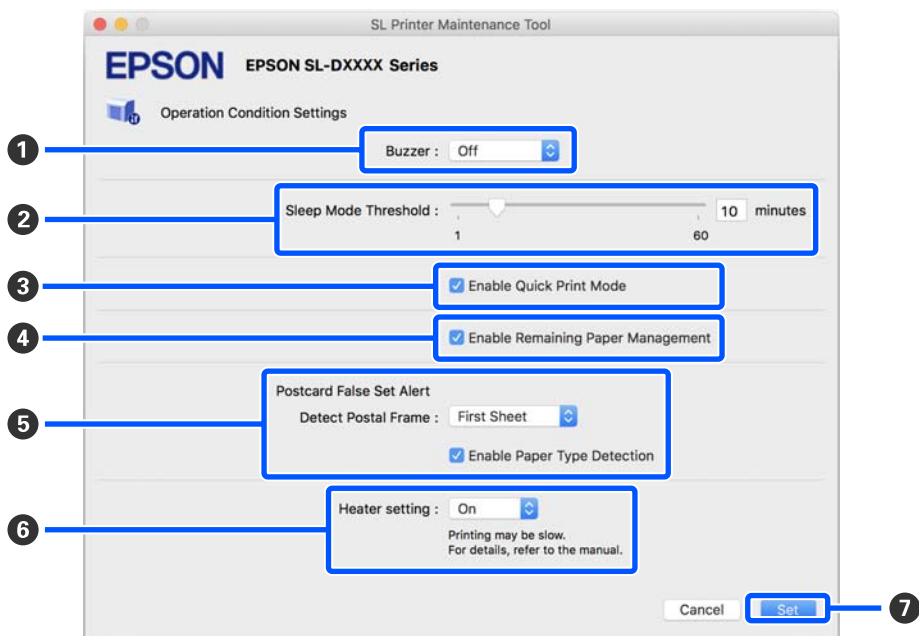 SL Printer Maintenance Tool
EPSON EPSON SL-DXXXX Series
Operation Condition Settings
1 Buzzer : Off
2 Sleep Mode Threshold : 10 minutes
1 60
3 Enable Quick Print Mode
4 Enable Remaining Paper Management
Postcard False Set Alert
5 Detect Postal Frame : First Sheet
Enable Paper Type Detection
6 Heater setting : On
Printing may be slow.
For details, refer to the manual.
Cancel Set 7